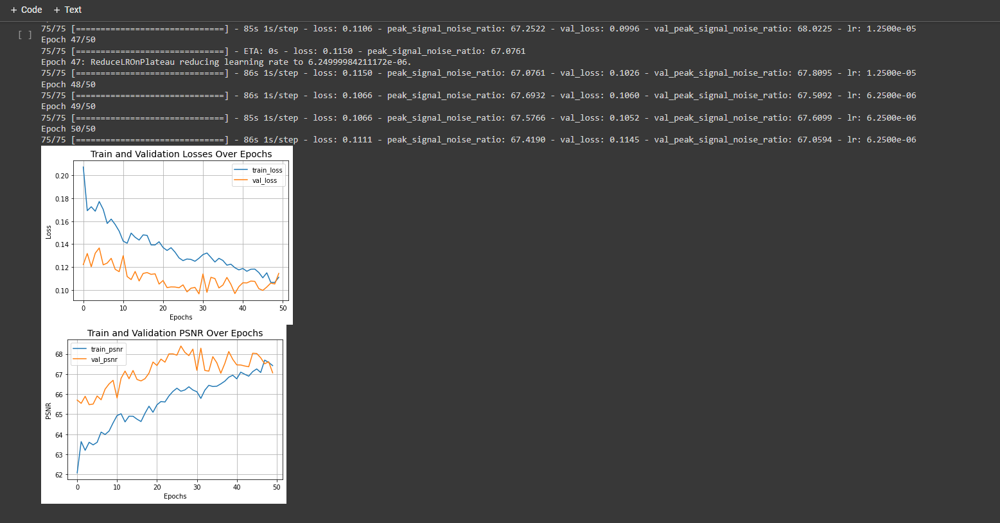 + Code + Text
75/75 [==============================] - 85s 1s/step - loss: 0.1106 - peak_signal_noise_ratio: 67.2522 - val_loss: 0.0996 - val_peak_signal_noise_ratio: 68.0225 - lr: 1.2500e-05
[ ]
Epoch 47/50
75/75 [==============================] - ETA: 0s - loss: 0.1150 - peak_signal_noise_ratio: 67.0761
Epoch 47: ReduceLROnPlateau reducing learning rate to 6.24999984211172e-06.
75/75 [==============================] - 86s 1s/step - loss: 0.1150 - peak_signal_noise_ratio: 67.0761 - val_loss: 0.1026 - val_peak_signal_noise_ratio: 67.8095 - lr: 1.2500e-05
Epoch 48/50
75/75 [==============================] - 86s 1s/step - loss: 0.1066 - peak_signal_noise_ratio: 67.6932 - val_loss: 0.1060 - val_peak_signal_noise_ratio: 67.5092 - lr: 6.2500e-06
Epoch 49/50
75/75 [==============================] - 85s 1s/step - loss: 0.1066 - peak_signal_noise_ratio: 67.5766 - val_loss: 0.1052 - val_peak_signal_noise_ratio: 67.6099 - lr: 6.2500e-06
Epoch 50/50
75/75 [==============================] - 86s 1s/step - loss: 0.1111 - peak_signal_noise_ratio: 67.4190 - val_loss: 0.1145 - val_peak_signal_noise_ratio: 67.0594 - lr: 6.2500e-06
Train and Validation Losses Over Epochs
train_loss
val_loss
0.20
0.18
0.16
0.14
0.12
0.10
Loss
0 10 20 30 40 50
Epochs
Train and Validation PSNR Over Epochs
train_psnr
val_psnr
68
67
66
65
64
63
62
PSNR
0 10 20 30 40 50
Epochs